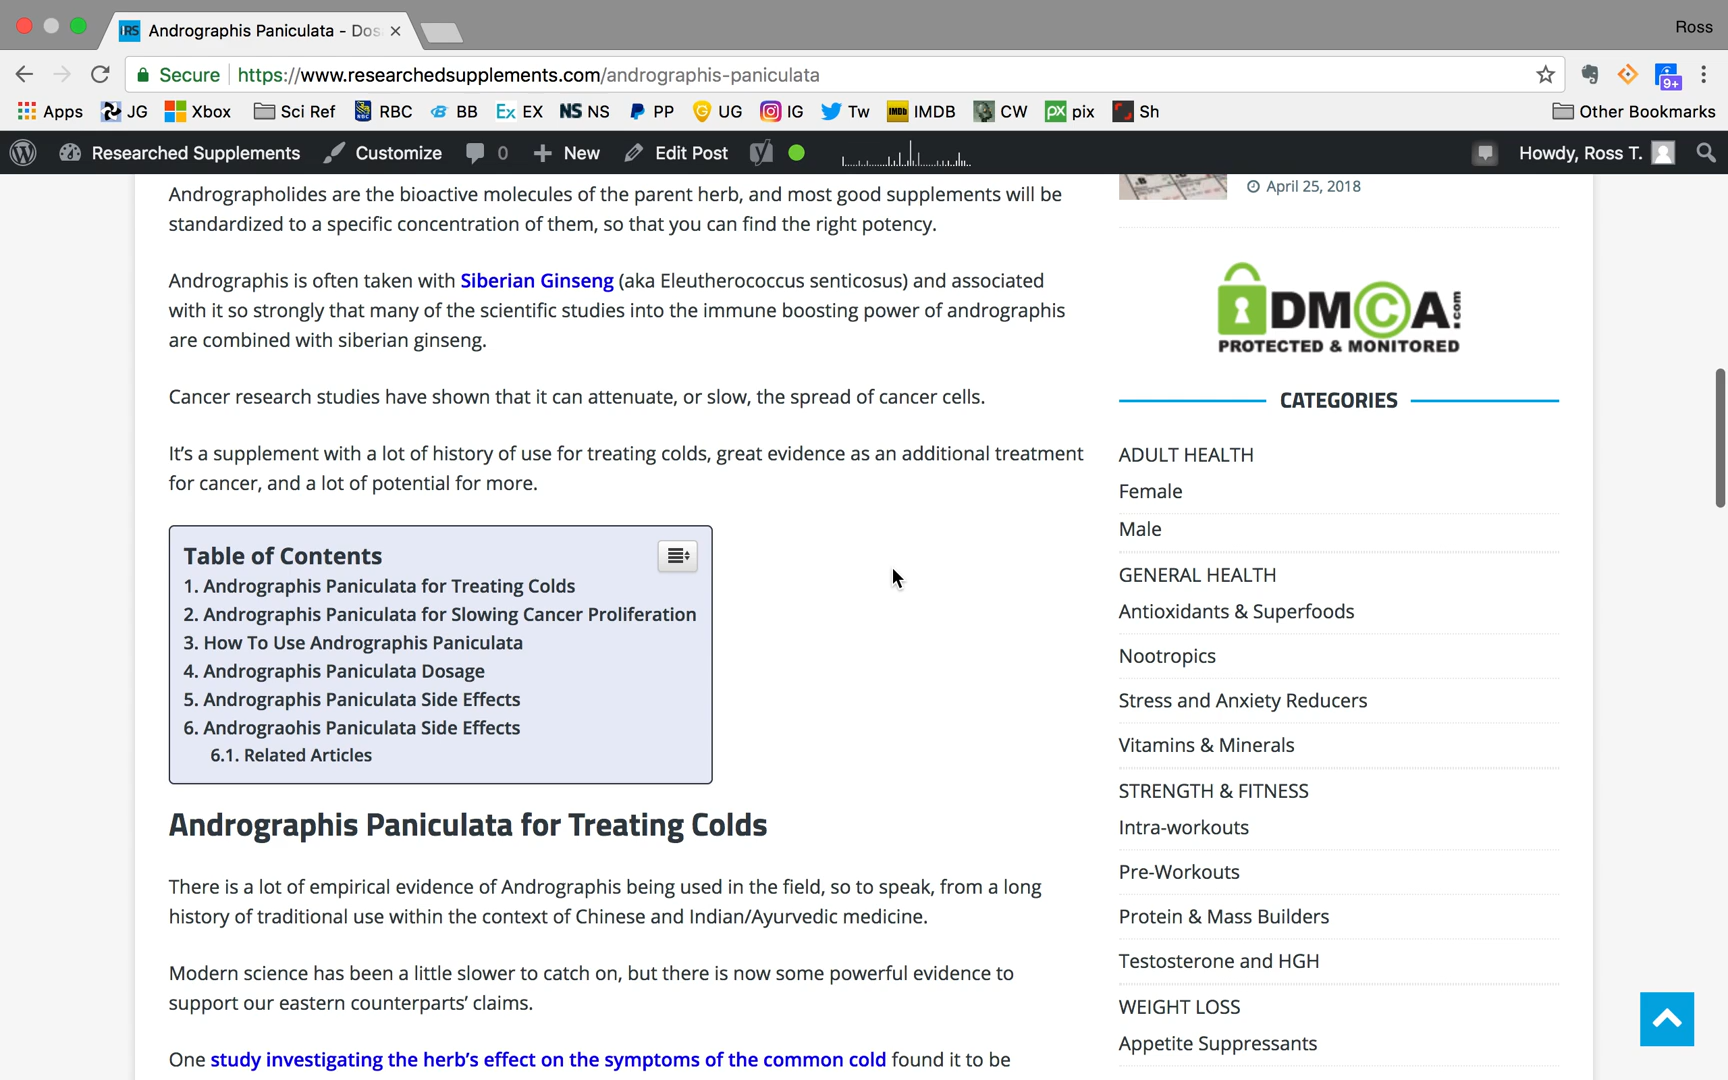 Ross
IRS Andrographis Paniculata - Dos
Secure https://www.researchedsupplements.com/andrographis-paniculata
9+
Apps JG Xbox Sci Ref RBC BB Ex EX NS NS PP UG IG Tw IMDb IMDB CW px pix Sh Other Bookmarks
Researched Supplements Customize 0 New Edit Post Howdy, Ross T.
Andrographolides are the bioactive molecules of the parent herb, and most good supplements will be
standardized to a specific concentration of them, so that you can find the right potency.
Andrographis is often taken with Siberian Ginseng (aka Eleutherococcus senticosus) and associated
with it so strongly that many of the scientific studies into the immune boosting power of andrographis
are combined with siberian ginseng.
Cancer research studies have shown that it can attenuate, or slow, the spread of cancer cells.
It's a supplement with a lot of history of use for treating colds, great evidence as an additional treatment
for cancer, and a lot of potential for more.
Table of Contents
1. Andrographis Paniculata for Treating Colds
2. Andrographis Paniculata for Slowing Cancer Proliferation
3. How To Use Andrographis Paniculata
4. Andrographis Paniculata Dosage
5. Andrographis Paniculata Side Effects
6. Andrograohis Paniculata Side Effects
6.1. Related Articles
Andrographis Paniculata for Treating Colds
There is a lot of empirical evidence of Andrographis being used in the field, so to speak, from a long
history of traditional use within the context of Chinese and Indian/Ayurvedic medicine.
Modern science has been a little slower to catch on, but there is now some powerful evidence to
support our eastern counterparts' claims.
One study investigating the herb's effect on the symptoms of the common cold found it to be
April 25, 2018
DMCA.com
PROTECTED & MONITORED
CATEGORIES
ADULT HEALTH
Female
Male
GENERAL HEALTH
Antioxidants & Superfoods
Nootropics
Stress and Anxiety Reducers
Vitamins & Minerals
STRENGTH & FITNESS
Intra-workouts
Pre-Workouts
Protein & Mass Builders
Testosterone and HGH
WEIGHT LOSS
Appetite Suppressants